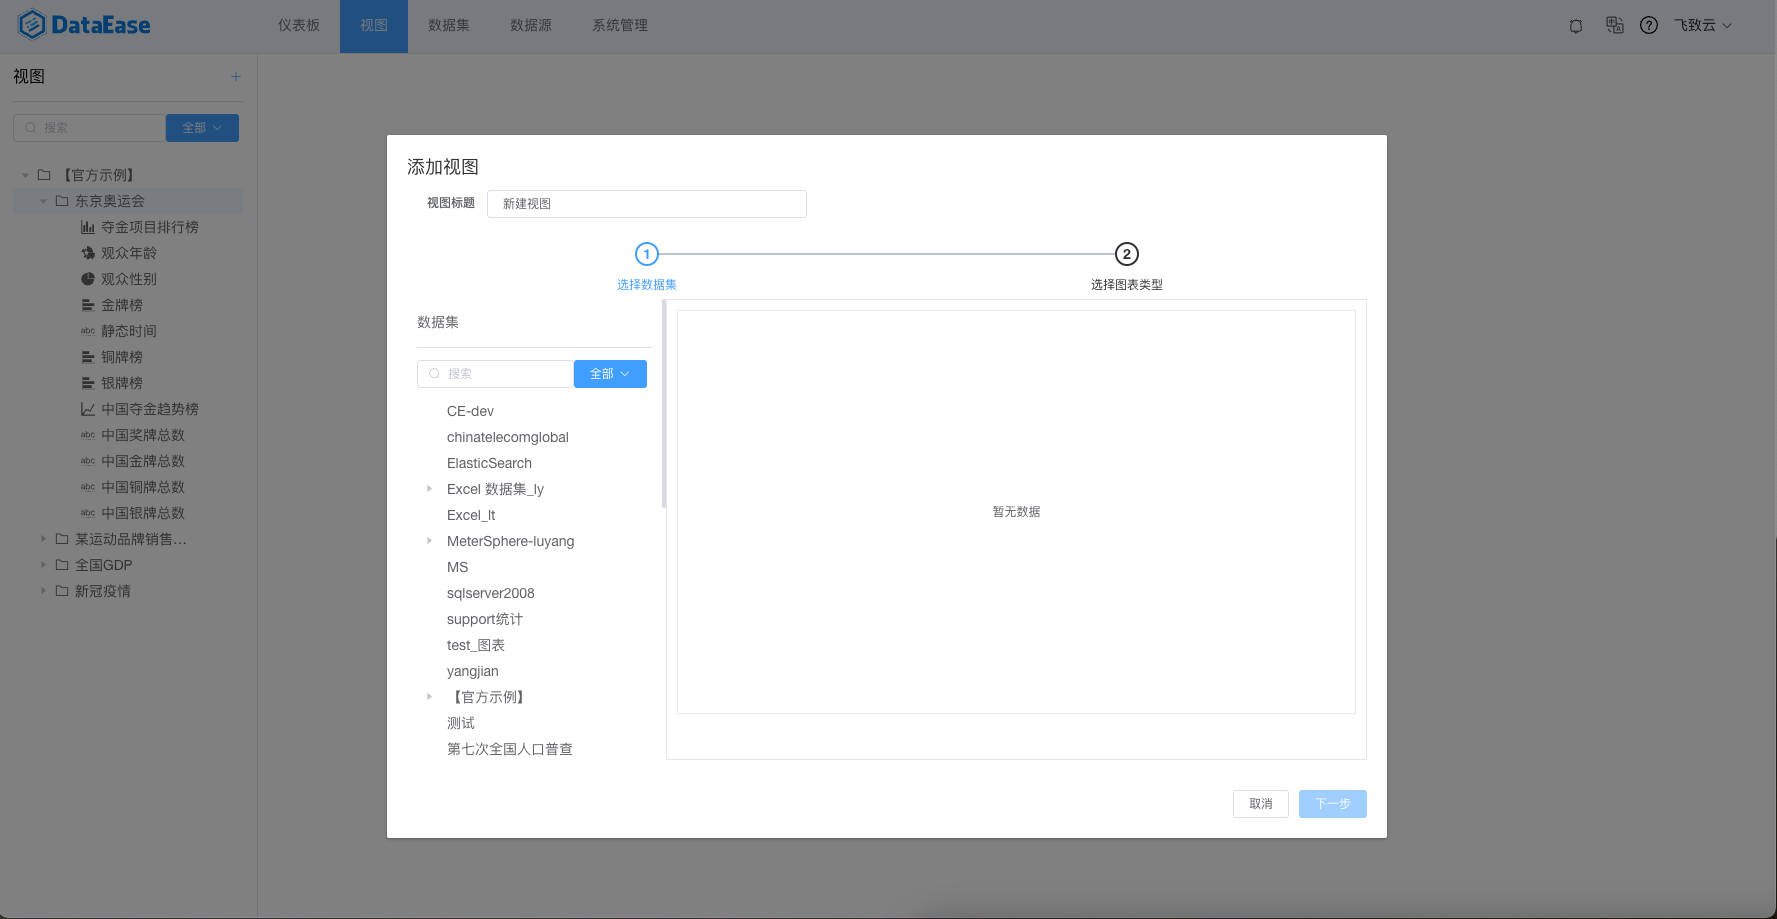 DataEase
仪表板
视图
数据集
数据源
系统管理
飞致云
视图
搜索
全部
【官方示例】
东京奥运会
夺金项目排行榜
观众年龄
观众性别
金牌榜
abc 静态时间
铜牌榜
银牌榜
中国夺金趋势榜
abc 中国奖牌总数
abc 中国金牌总数
abc 中国铜牌总数
abc 中国银牌总数
某运动品牌销售...
全国GDP
新冠疫情
添加视图
视图标题
新建视图
1
2
选择数据集
选择图表类型
数据集
搜索
全部
CE-dev
chinatelecomglobal
ElasticSearch
Excel 数据集_ly
Excel_lt
MeterSphere-luyang
MS
sqlserver2008
support统计
test_图表
yangjian
【官方示例】
测试
第七次全国人口普查
暂无数据
取消
下一步